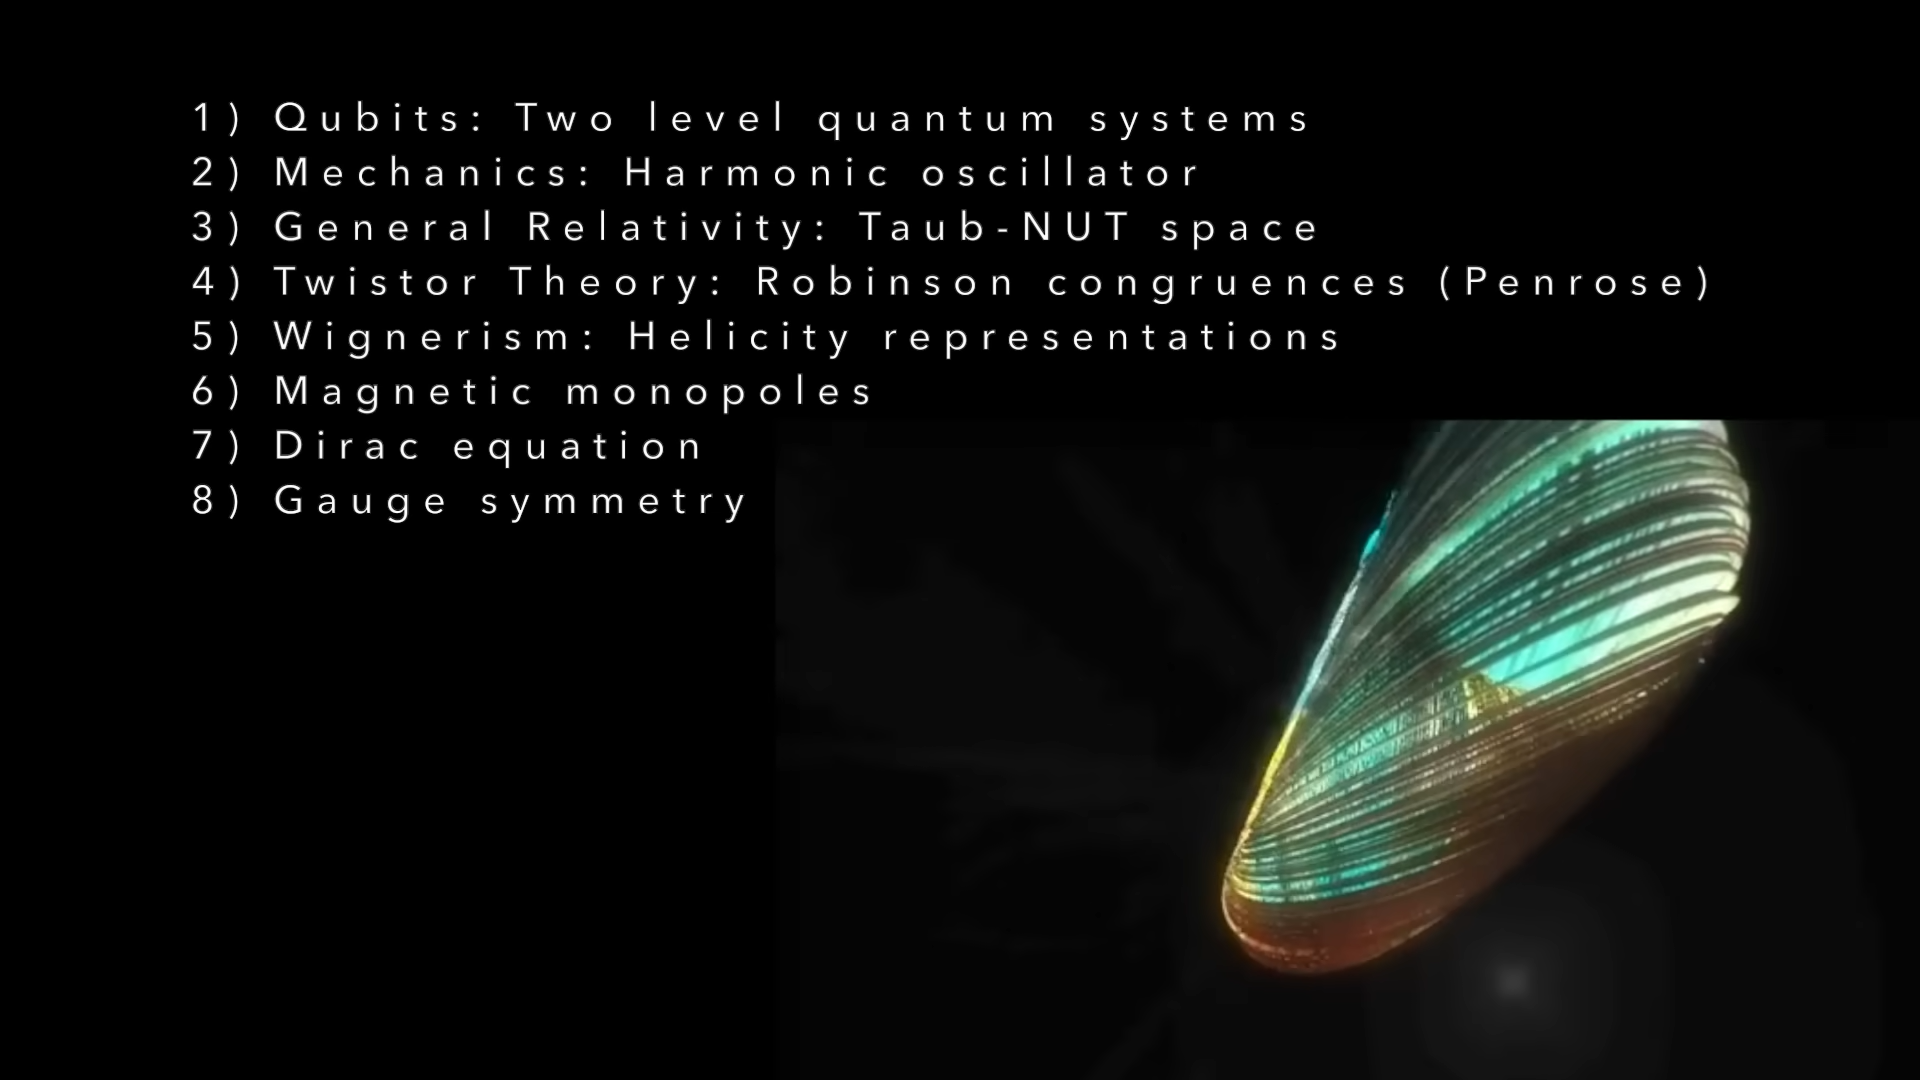 1) Qubits: Two level quantum systems
2) Mechanics: Harmonic oscillator
3) General Relativity: Taub-NUT space
4) Twistor Theory: Robinson congruences (Penrose)
5) Wignerism: Helicity representations
6) Magnetic monopoles
7) Dirac equation
8) Gauge symmetry